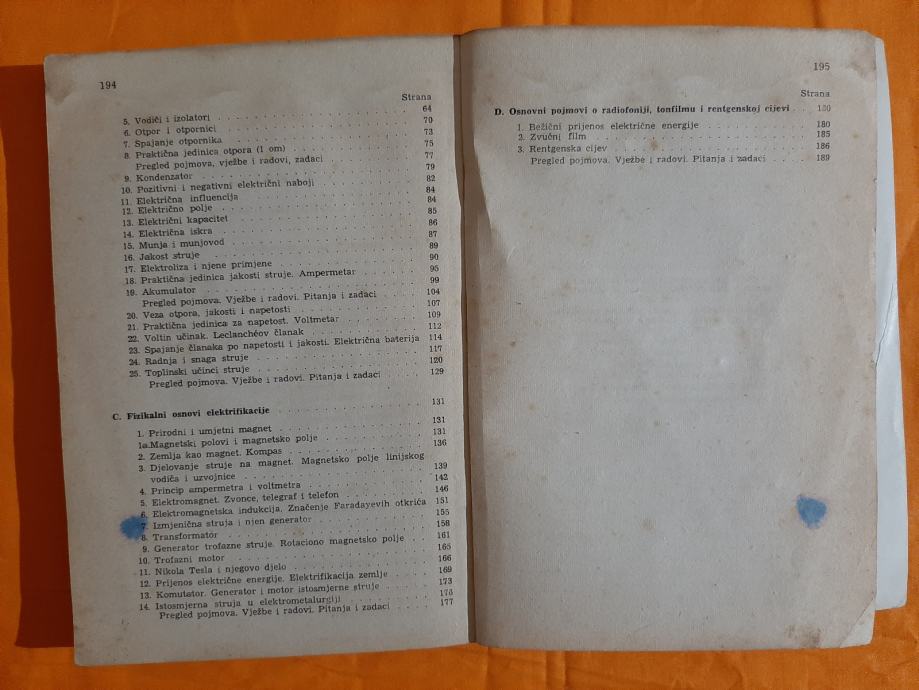 194
Strana
5. Vodiči i izolatori . . . 64
6. Otpor i otpornici . . . 70
7. Spajanje otpornika . . . 73
8. Praktična jedinica otpora (1 om) . . . 75
Pregled pojmova, vježbe i radovi, zadaci . . . 77
9. Kondenzator . . . 79
10. Pozitivni i negativni električni naboji . . . 82
11. Električna influencija . . . 84
12. Električno polje . . . 84
13. Električni kapacitet . . . 85
14. Električna iskra . . . 86
15. Munja i munjovod . . . 87
16. Jakost struje . . . 89
17. Elektroliza i njene primjene . . . 90
18. Praktična jedinica jakosti struje. Ampermetar . . . 95
19. Akumulator . . . 99
Pregled pojmova. Vježbe i radovi. Pitanja i zadaci . . . 104
20. Veza otpora, jakosti i napetosti . . . 107
21. Praktična jedinica za napetost. Voltmetar . . . 109
22. Voltin učinak. Leclanchéov članak . . . 112
23. Spajanje članaka po napetosti i jakosti. Električna baterija 114
24. Radnja i snaga struje . . . 117
25. Toplinski učinci struje . . . 120
Pregled pojmova. Vježbe i radovi. Pitanja i zadaci . . . 129
C. Fizikalni osnovi elektrifikacije . . . 131
1. Prirodni i umjetni magnet . . . 131
1a. Magnetski polovi i magnetsko polje . . . 131
2. Zemlja kao magnet. Kompas . . . 136
3. Djelovanje struje na magnet. Magnetsko polje linijskog
vodiča i uzvojnice . . . 139
4. Princip ampermetra i voltmetra . . . 142
5. Elektromagnet. Zvonce, telegraf i telefon . . . 146
6. Elektromagnetska indukcija. Značenje Faradayevih otkrića 151
7. Izmjenična struja i njen generator . . . 155
8. Transformator . . . 158
9. Generator trofazne struje. Rotaciono magnetsko polje . . 161
10. Trofazni motor . . . 165
11. Nikola Tesla i njegovo djelo . . . 166
12. Prijenos električne energije. Elektrifikacija zemlje . . . 169
13. Komutator. Generator i motor istosmjerne struje . . . 173
14. Istosmjerna struja u elektrometalurgiji . . . 176
Pregled pojmova. Vježbe i radovi. Pitanja i zadaci . . . 177
195
Strana
D. Osnovni pojmovi o radiofoniji, tonfilmu i rentgenskoj cijevi . . 180
1. Bežični prijenos električne energije . . . 180
2. Zvučni film . . . 185
3. Rentgenska cijev . . . 186
Pregled pojmova. Vježbe i radovi. Pitanja i zadaci . . . 189